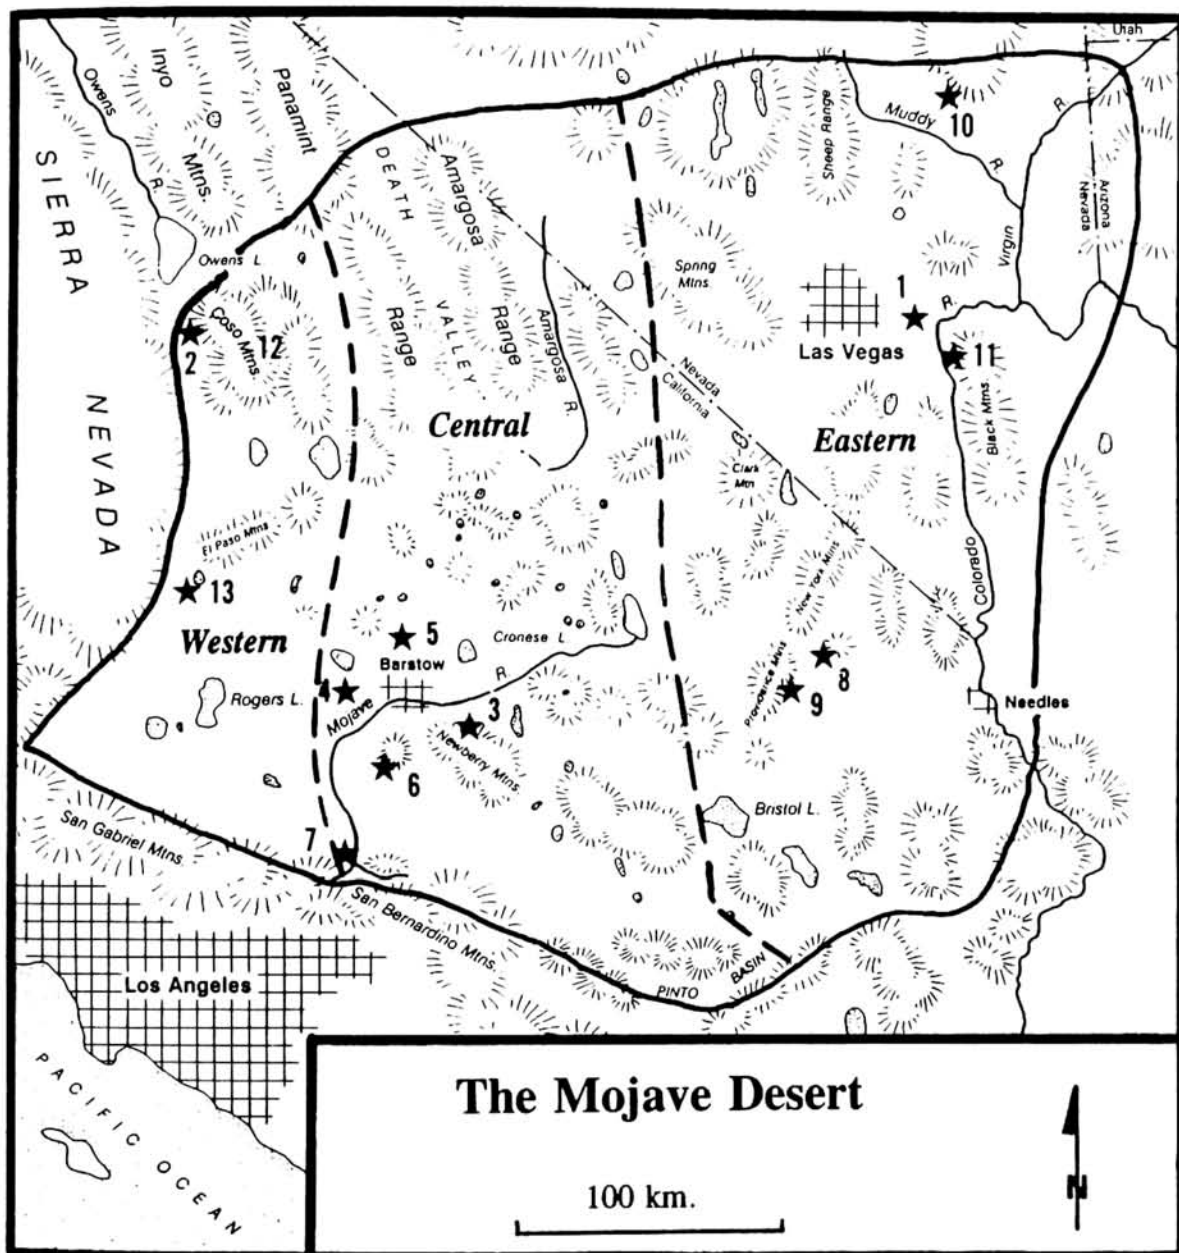 Utah
Owens
R.
Inyo
Mtns.
Panamint
Range
DEATH
VALLEY
Amargosa
Range
Amargosa R.
Sheep Range
Muddy
R.
10
R.
Virgin
Arizona
Nevada
SIERRA
NEVADA
Owens L.
Spring
Mtns.
1
R.
Las Vegas
2
Coso Mtns.
12
11
Black Mtns.
Nevada
California
Central
Eastern
Clark
Mtn
El Paso Mtns
13
Colorado
New York Mtns
Western
5
Cronese L.
Barstow
R.
4
Mojave
Rogers L.
3
Newberry Mtns.
6
8
9
Providence Mtns
Needles
Bristol L.
7
San Gabriel Mtns.
San Bernardino Mtns.
PINTO
BASIN
Los Angeles
PACIFIC OCEAN
The Mojave Desert
100 km.
N